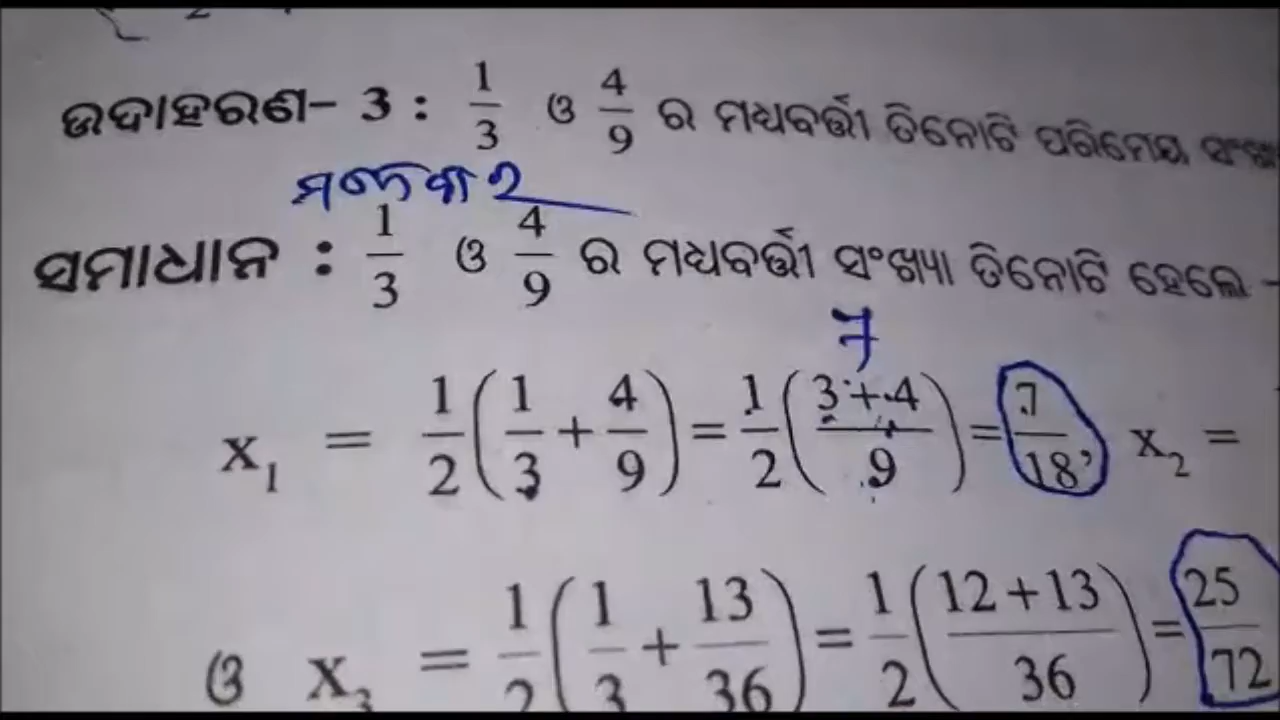 ଉଦାହରଣ– 3 : 1/3 ଓ 4/9 ର ମଧ୍ୟବର୍ତ୍ତୀ ତିନୋଟି ପରିମେୟ
ସମାଧାନ : 1/3 ଓ 4/9 ର ମଧ୍ୟବର୍ତ୍ତୀ ସଂଖ୍ୟା ତିନୋଟି ହେଲେ –
7
x₁ = 1/2 (1/3 + 4/9) = 1/2 ((3+4)/9) = 7/18, x₂ =
ଓ x₃ = 1/2 (1/3 + 13/36) = 1/2 ((12+13)/36) = 25/72